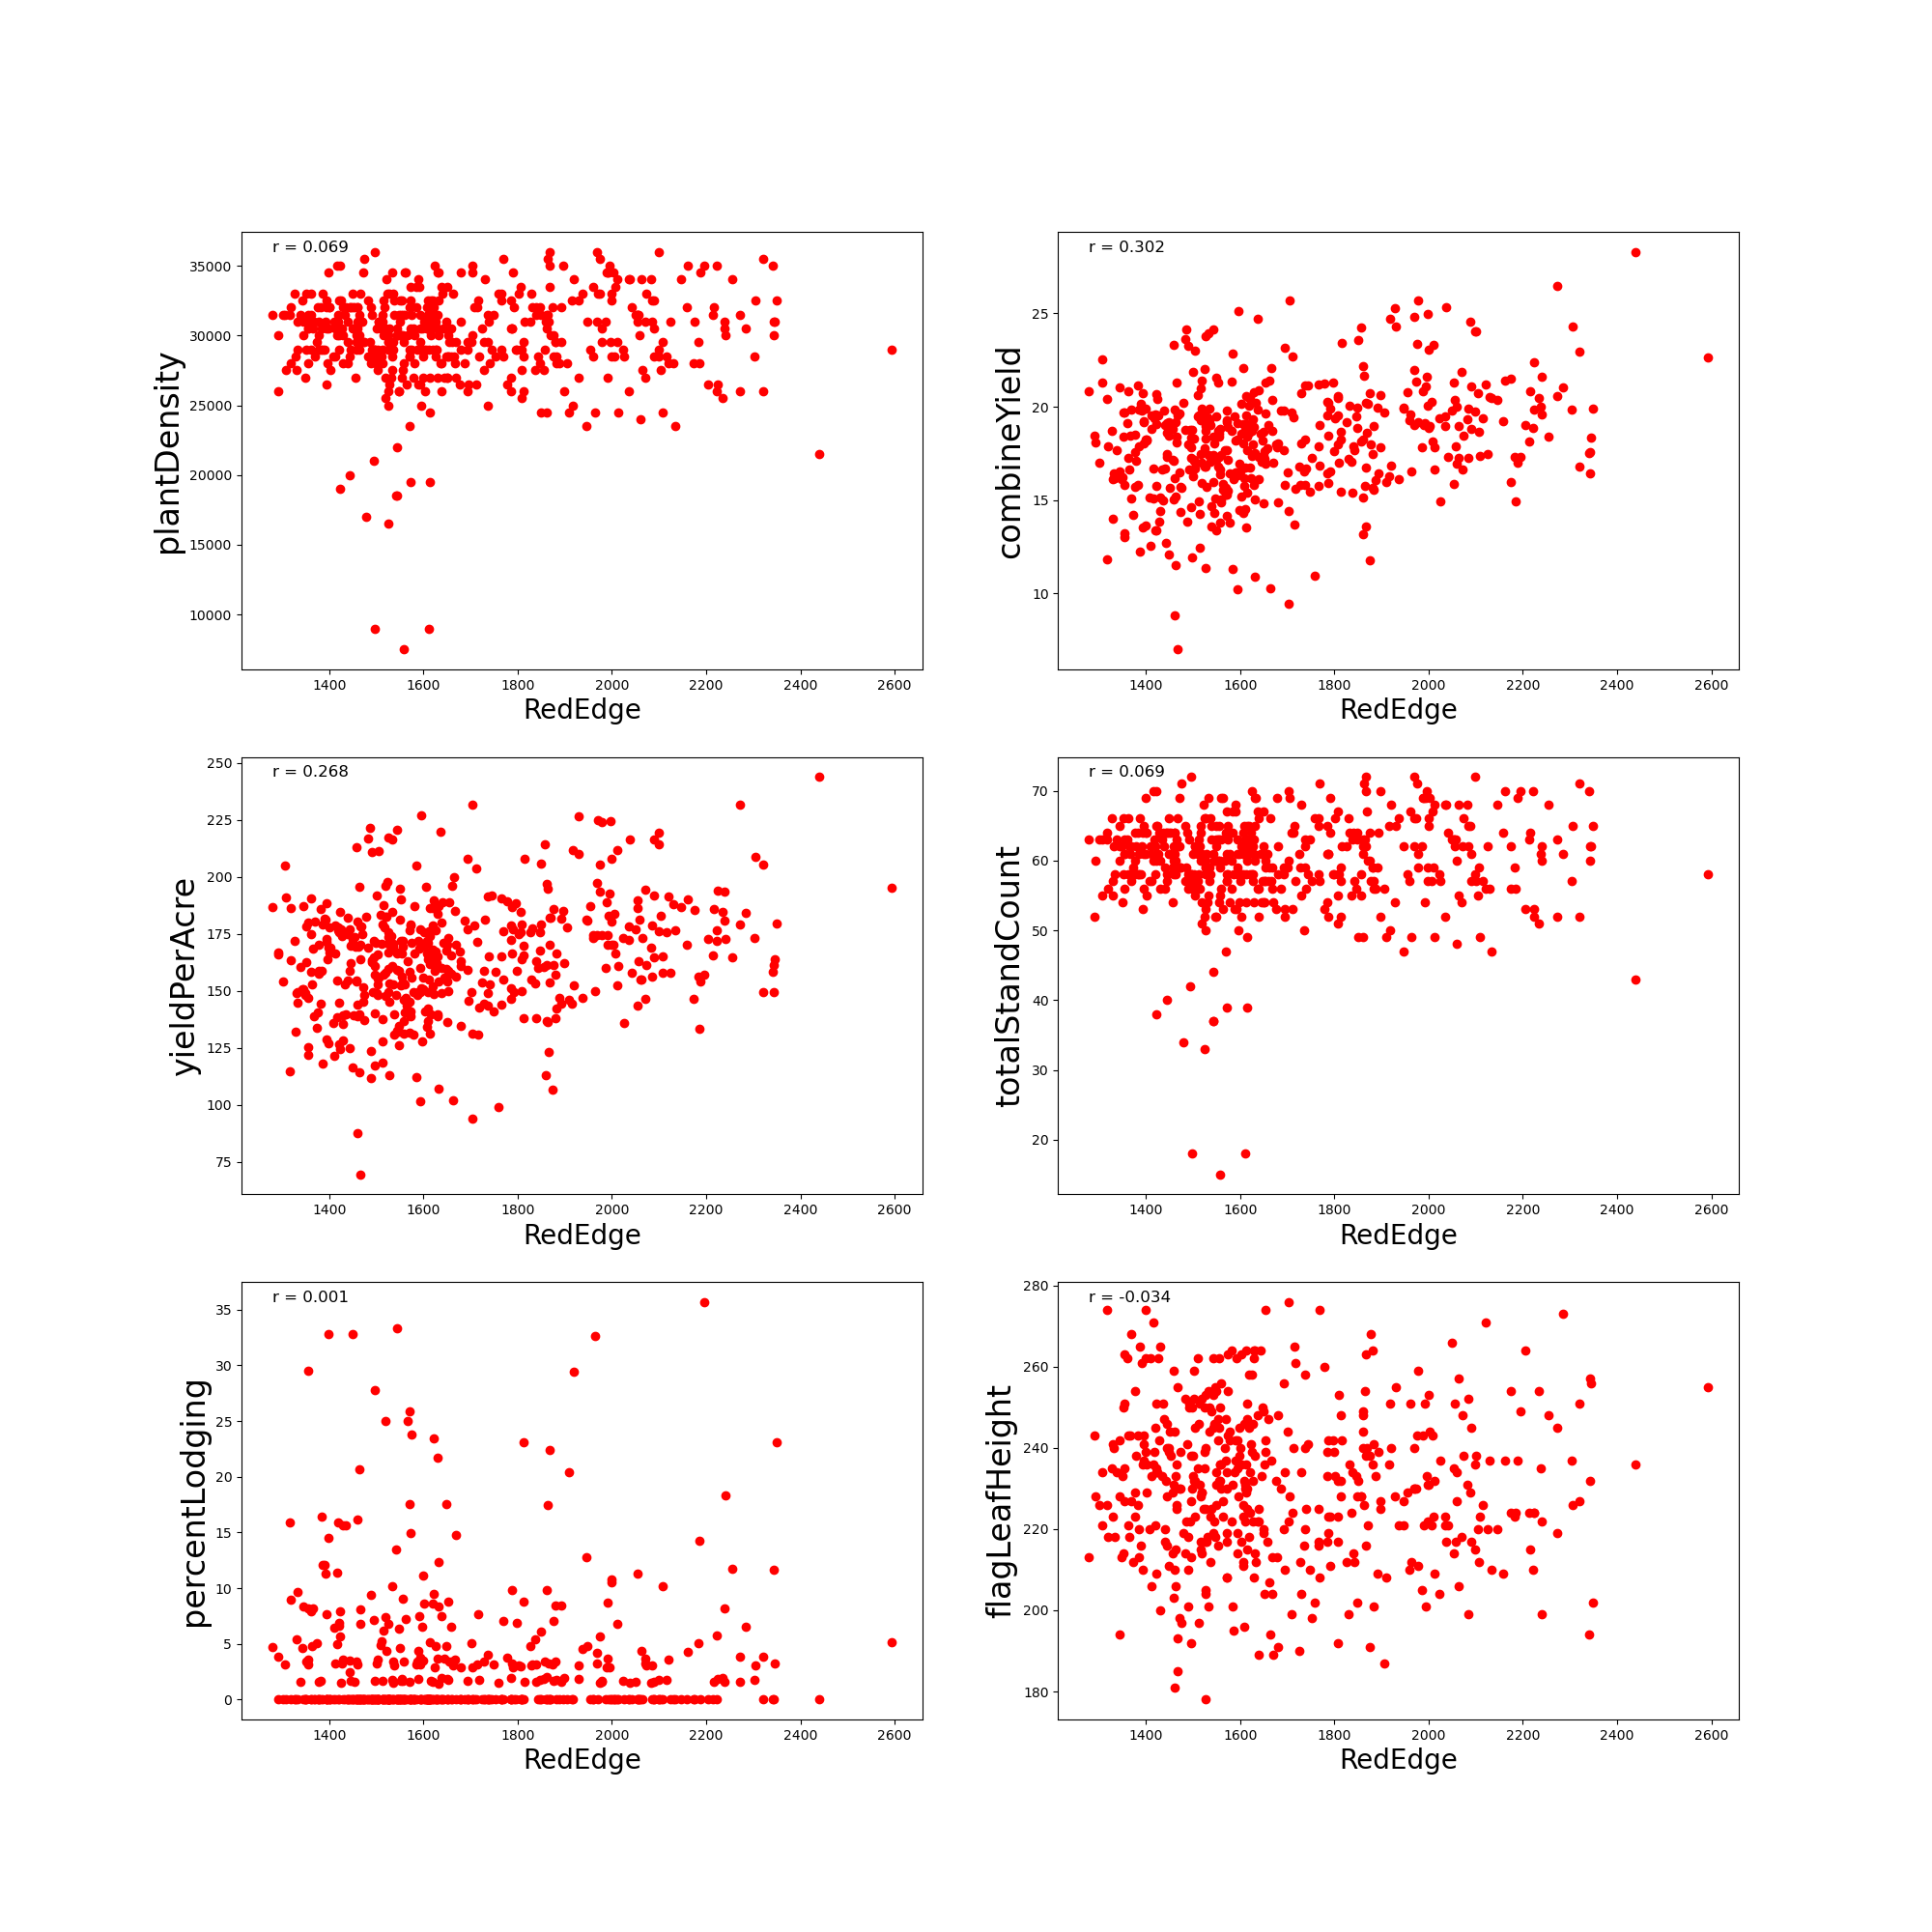 r = 0.069
35000
30000
25000
20000
15000
10000
plantDensity
1400 1600 1800 2000 2200 2400 2600
RedEdge
r = 0.302
25
20
15
10
combineYield
1400 1600 1800 2000 2200 2400 2600
RedEdge
r = 0.268
250
225
200
175
150
125
100
75
yieldPerAcre
1400 1600 1800 2000 2200 2400 2600
RedEdge
r = 0.069
70
60
50
40
30
20
totalStandCount
1400 1600 1800 2000 2200 2400 2600
RedEdge
r = 0.001
35
30
25
20
15
10
5
0
percentLodging
1400 1600 1800 2000 2200 2400 2600
RedEdge
r = -0.034
280
260
240
220
200
180
flagLeafHeight
1400 1600 1800 2000 2200 2400 2600
RedEdge